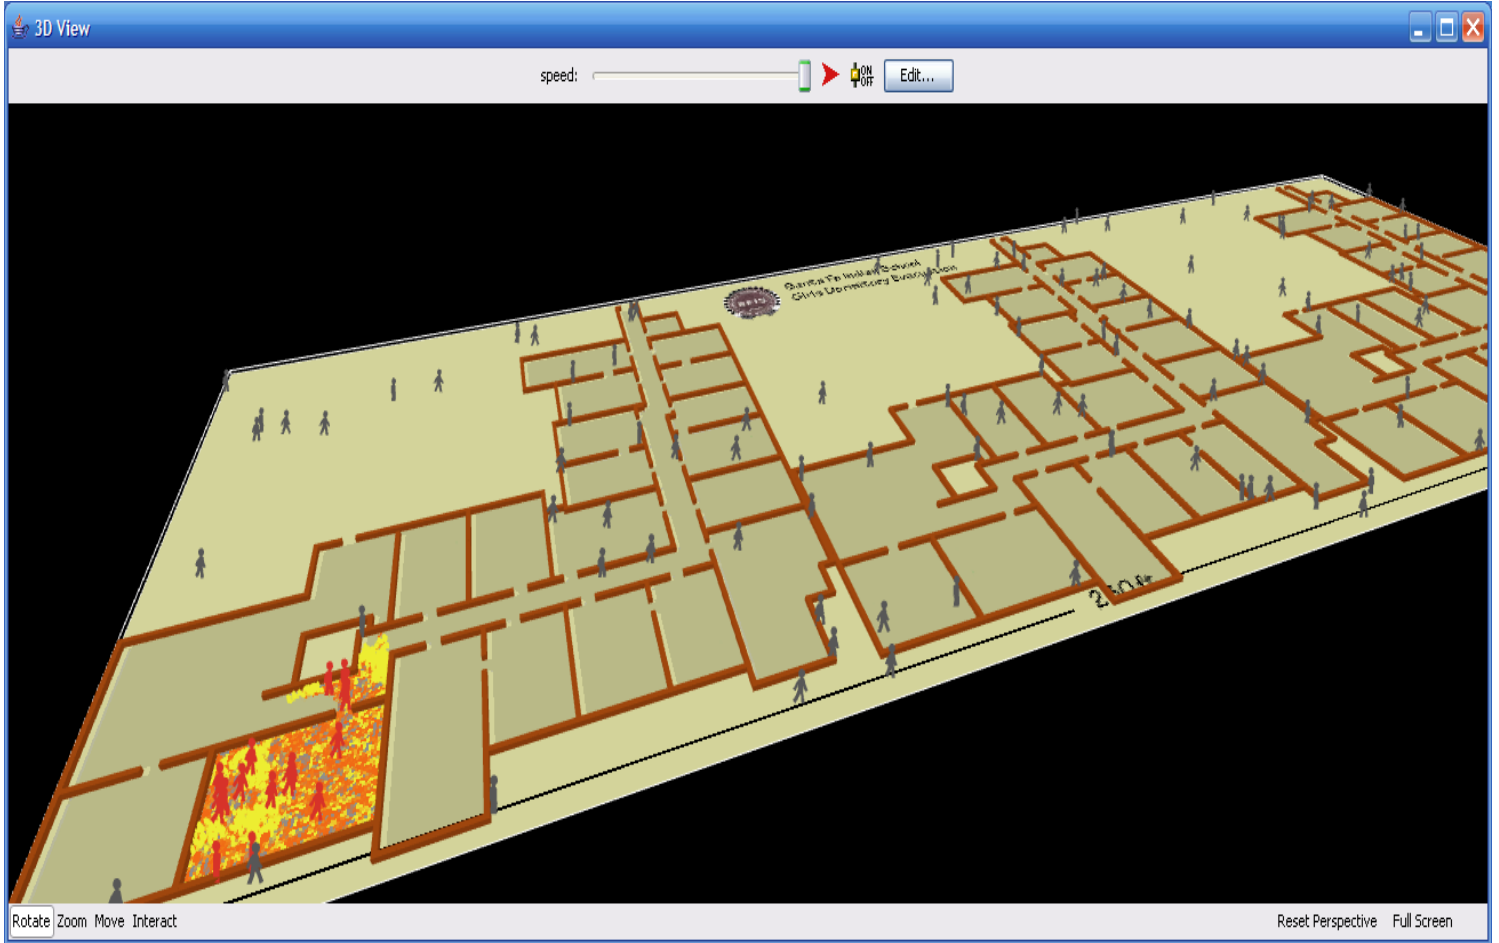 3D View
speed:
ON
OFF
Edit...
Santa Fe Indian School
Girls Dormitory Evacuation
Rotate Zoom Move Interact
Reset Perspective Full Screen